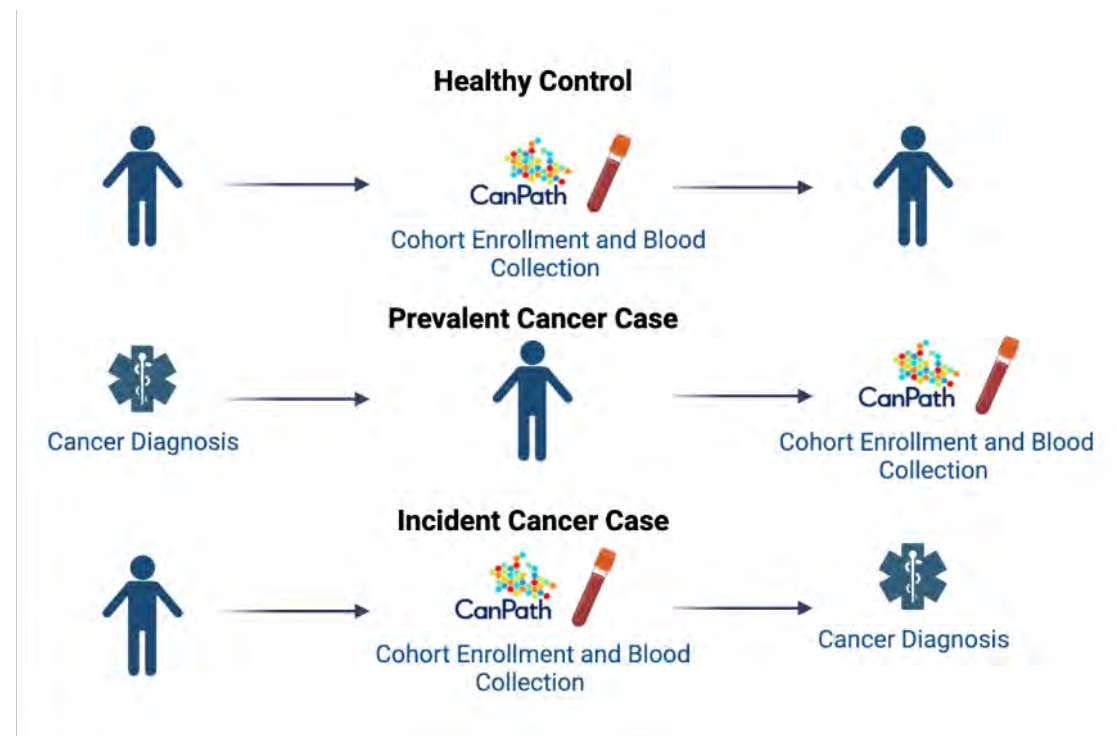 Healthy Control
CanPath
Cohort Enrollment and Blood
Collection
Prevalent Cancer Case
Cancer Diagnosis
CanPath
Cohort Enrollment and Blood
Collection
Incident Cancer Case
CanPath
Cohort Enrollment and Blood
Collection
Cancer Diagnosis